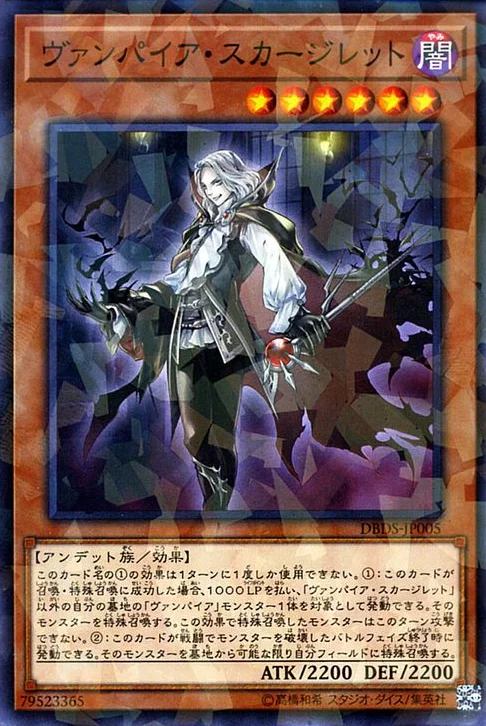 ヴァンパイア・スカージレット
闇
DBDS-JP005
【アンデット族／効果】
このカード名の①の効果は1ターンに1度しか使用できない。①：このカードが
召喚・特殊召喚に成功した場合、1000LPを払い、「ヴァンパイア・スカージレット」
以外の自分の墓地の「ヴァンパイア」モンスター1体を対象として発動できる。その
モンスターを特殊召喚する。この効果で特殊召喚したモンスターはこのターン攻撃
できない。②：このカードが戦闘でモンスターを破壊したバトルフェイズ終了時に
発動できる。そのモンスターを墓地から可能な限り自分フィールドに特殊召喚する。
ATK/2200 DEF/2200
79523365
©高橋和希 スタジオ・ダイス/集英社